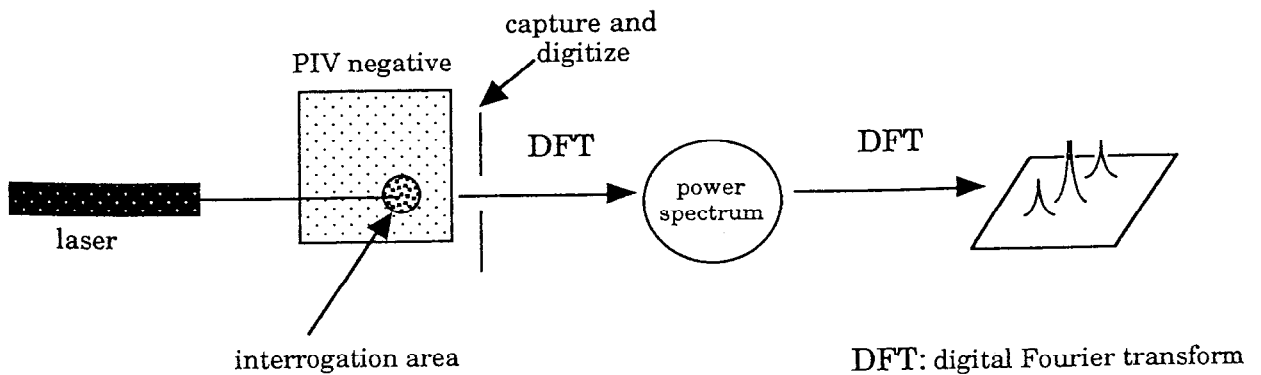 capture and
digitize
PIV negative
DFT
DFT
power
spectrum
laser
interrogation area
DFT: digital Fourier transform